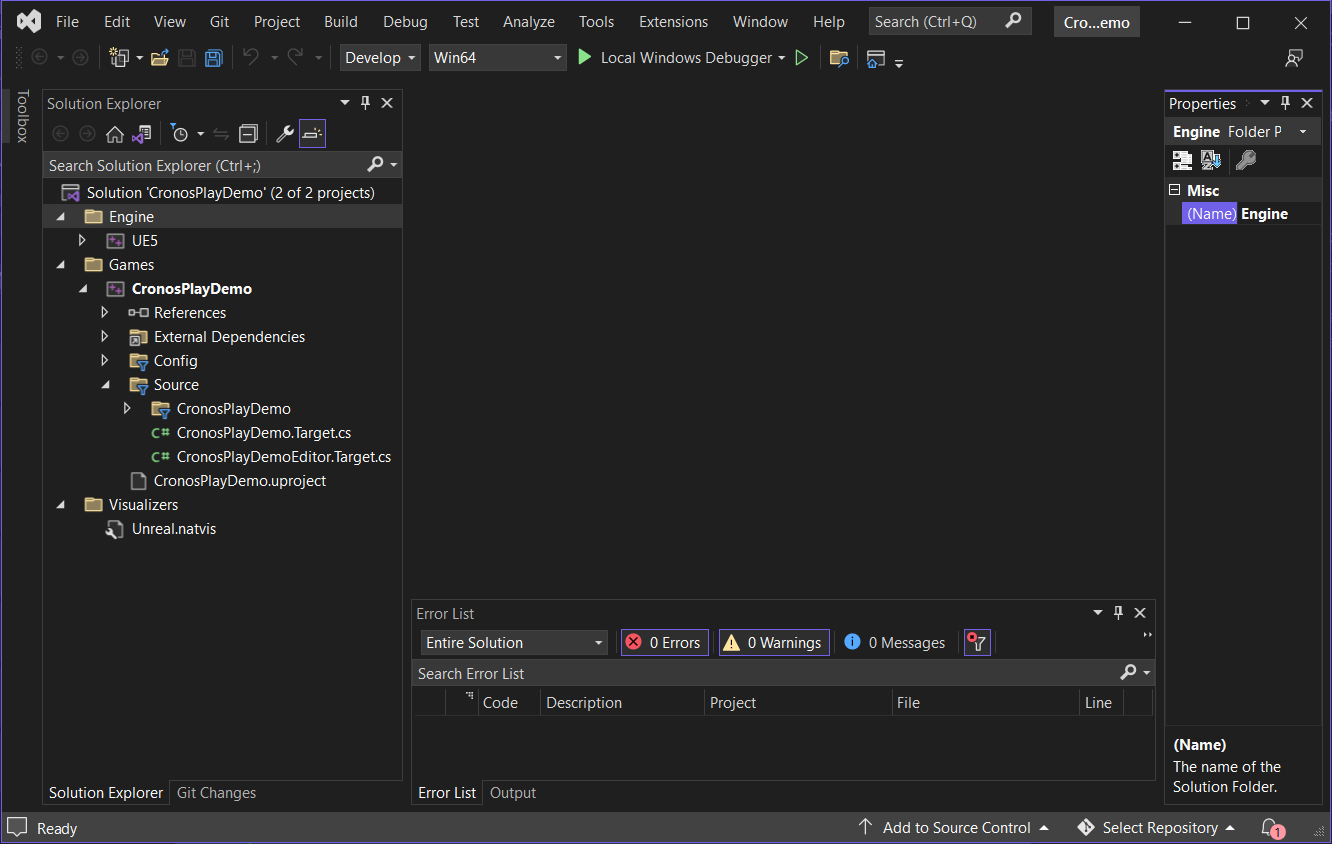 File Edit View Git Project Build Debug Test Analyze Tools Extensions Window Help Search (Ctrl+Q) Cro...emo
Develop Win64 Local Windows Debugger
Toolbox
Solution Explorer
Search Solution Explorer (Ctrl+;)
Solution 'CronosPlayDemo' (2 of 2 projects)
Engine
UE5
Games
CronosPlayDemo
References
External Dependencies
Config
Source
CronosPlayDemo
C# CronosPlayDemo.Target.cs
C# CronosPlayDemoEditor.Target.cs
CronosPlayDemo.uproject
Visualizers
Unreal.natvis
Solution Explorer Git Changes
Error List
Entire Solution 0 Errors 0 Warnings 0 Messages
Search Error List
Code Description Project File Line
Error List Output
Properties
Engine Folder P
Misc
(Name) Engine
(Name)
The name of the
Solution Folder.
Ready Add to Source Control Select Repository 1